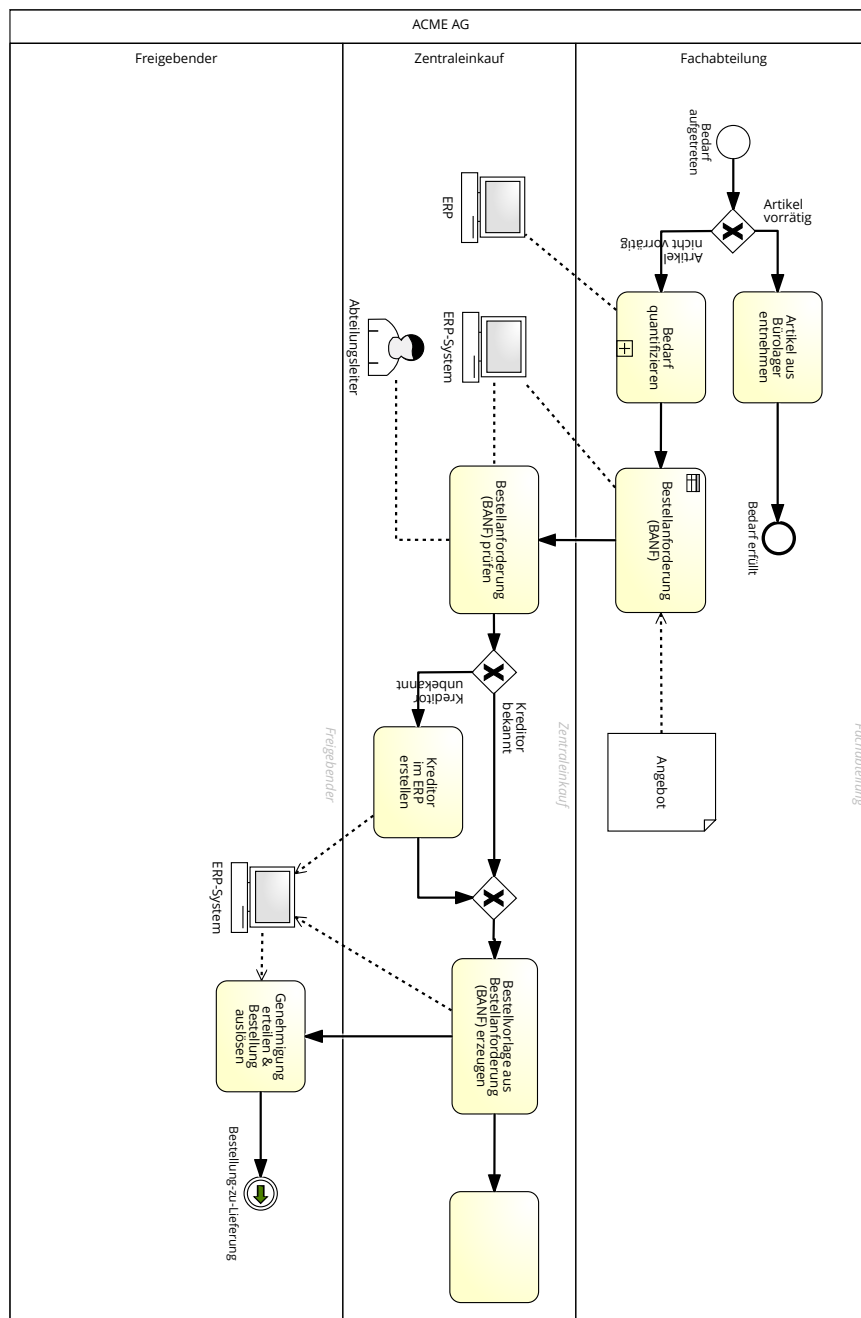 ACME AG
Freigebender
Zentraleinkauf
Fachabteilung
Bedarf
aufgetreten
Artikel
vorrätig
Artikel
nicht vorrätig
ERP
Artikel aus
Bürolager
entnehmen
Bedarf
quantifizieren
ERP-System
Abteilungsleiter
Bedarf erfüllt
Bestellanforderung
(BANF)
Bestellanforderung
(BANF) prüfen
Angebot
Kreditor
bekannt
Kreditor
unbekannt
Kreditor
im ERP
erstellen
Freigebender
Zentraleinkauf
Fachabteilung
ERP-System
Bestellvorlage aus
Bestellanforderung
(BANF) erzeugen
Genehmigung
erteilen &
Bestellung
auslösen
Bestellung-zu-Lieferung